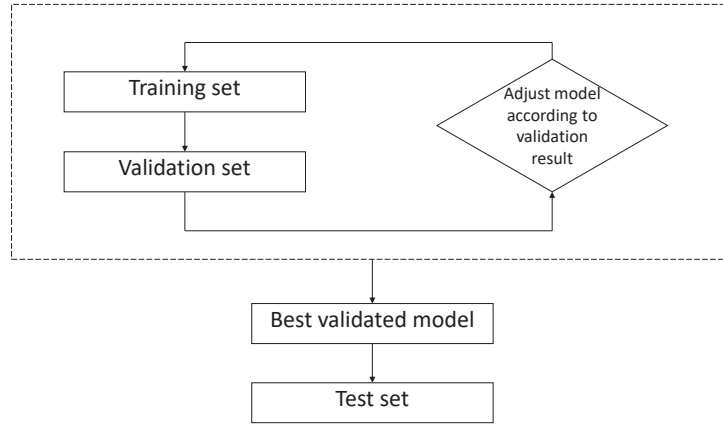 Training set
Validation set
Adjust model
according to
validation
result
Best validated model
Test set